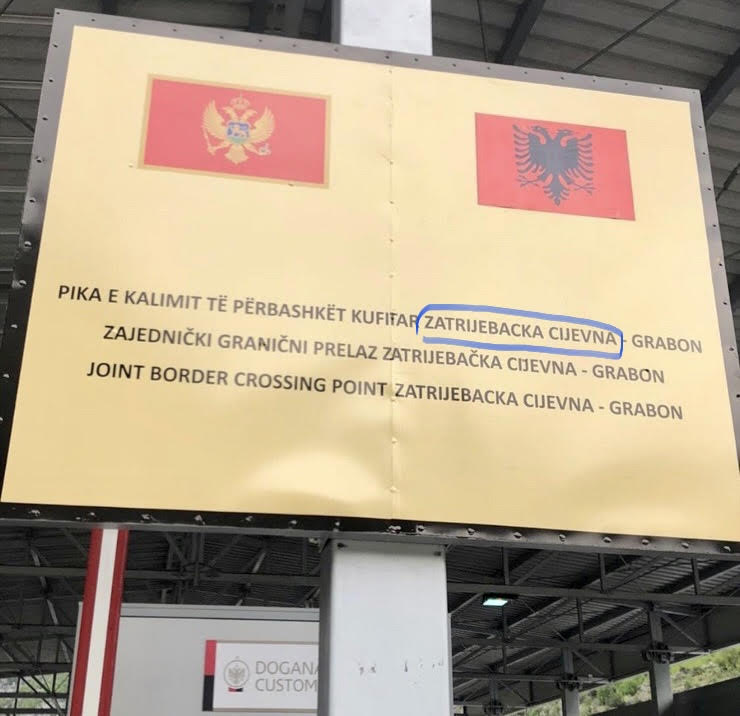 PIKA E KALIMIT TË PËRBASHKËT KUFITAR ZATRIJEBACKA CIJEVNA - GRABON
ZAJEDNIČKI GRANIČNI PRELAZ ZATRIJEBAČKA CIJEVNA - GRABON
JOINT BORDER CROSSING POINT ZATRIJEBACKA CIJEVNA - GRABON
DOGANA
CUSTOM